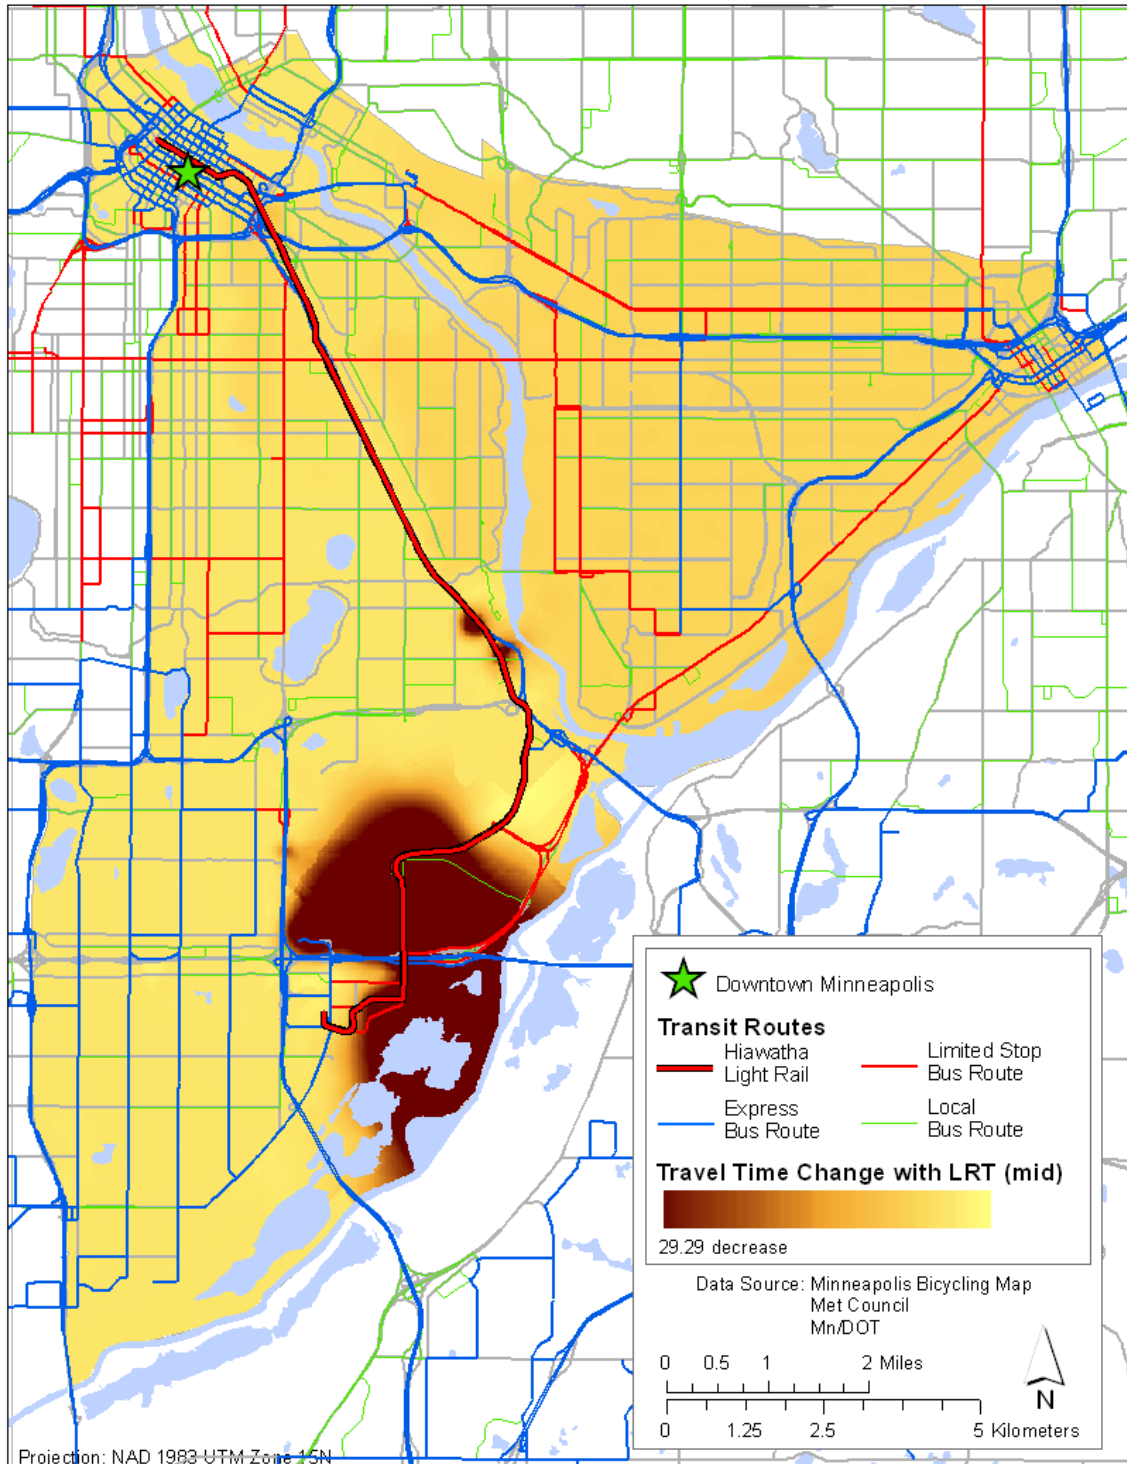 Downtown Minneapolis
Transit Routes
Hiawatha
Light Rail
Limited Stop
Bus Route
Express
Bus Route
Local
Bus Route
Travel Time Change with LRT (mid)
29.29 decrease
Data Source: Minneapolis Bicycling Map
Met Council
Mn/DOT
0 0.5 1 2 Miles
0 1.25 2.5 5 Kilometers
N
Projection: NAD 1983 UTM Zone 15N